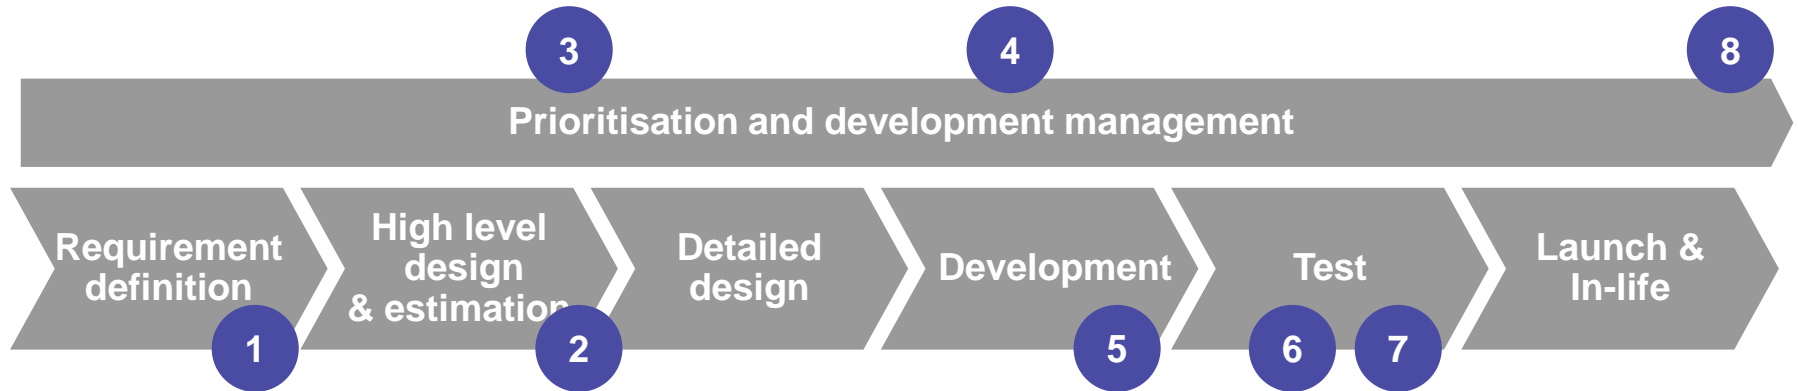 3
4
8
Prioritisation and development management
Requirement
definition
High level
design
& estimation
Detailed
design
Development
Test
Launch &
In-life
1
2
5
6
7